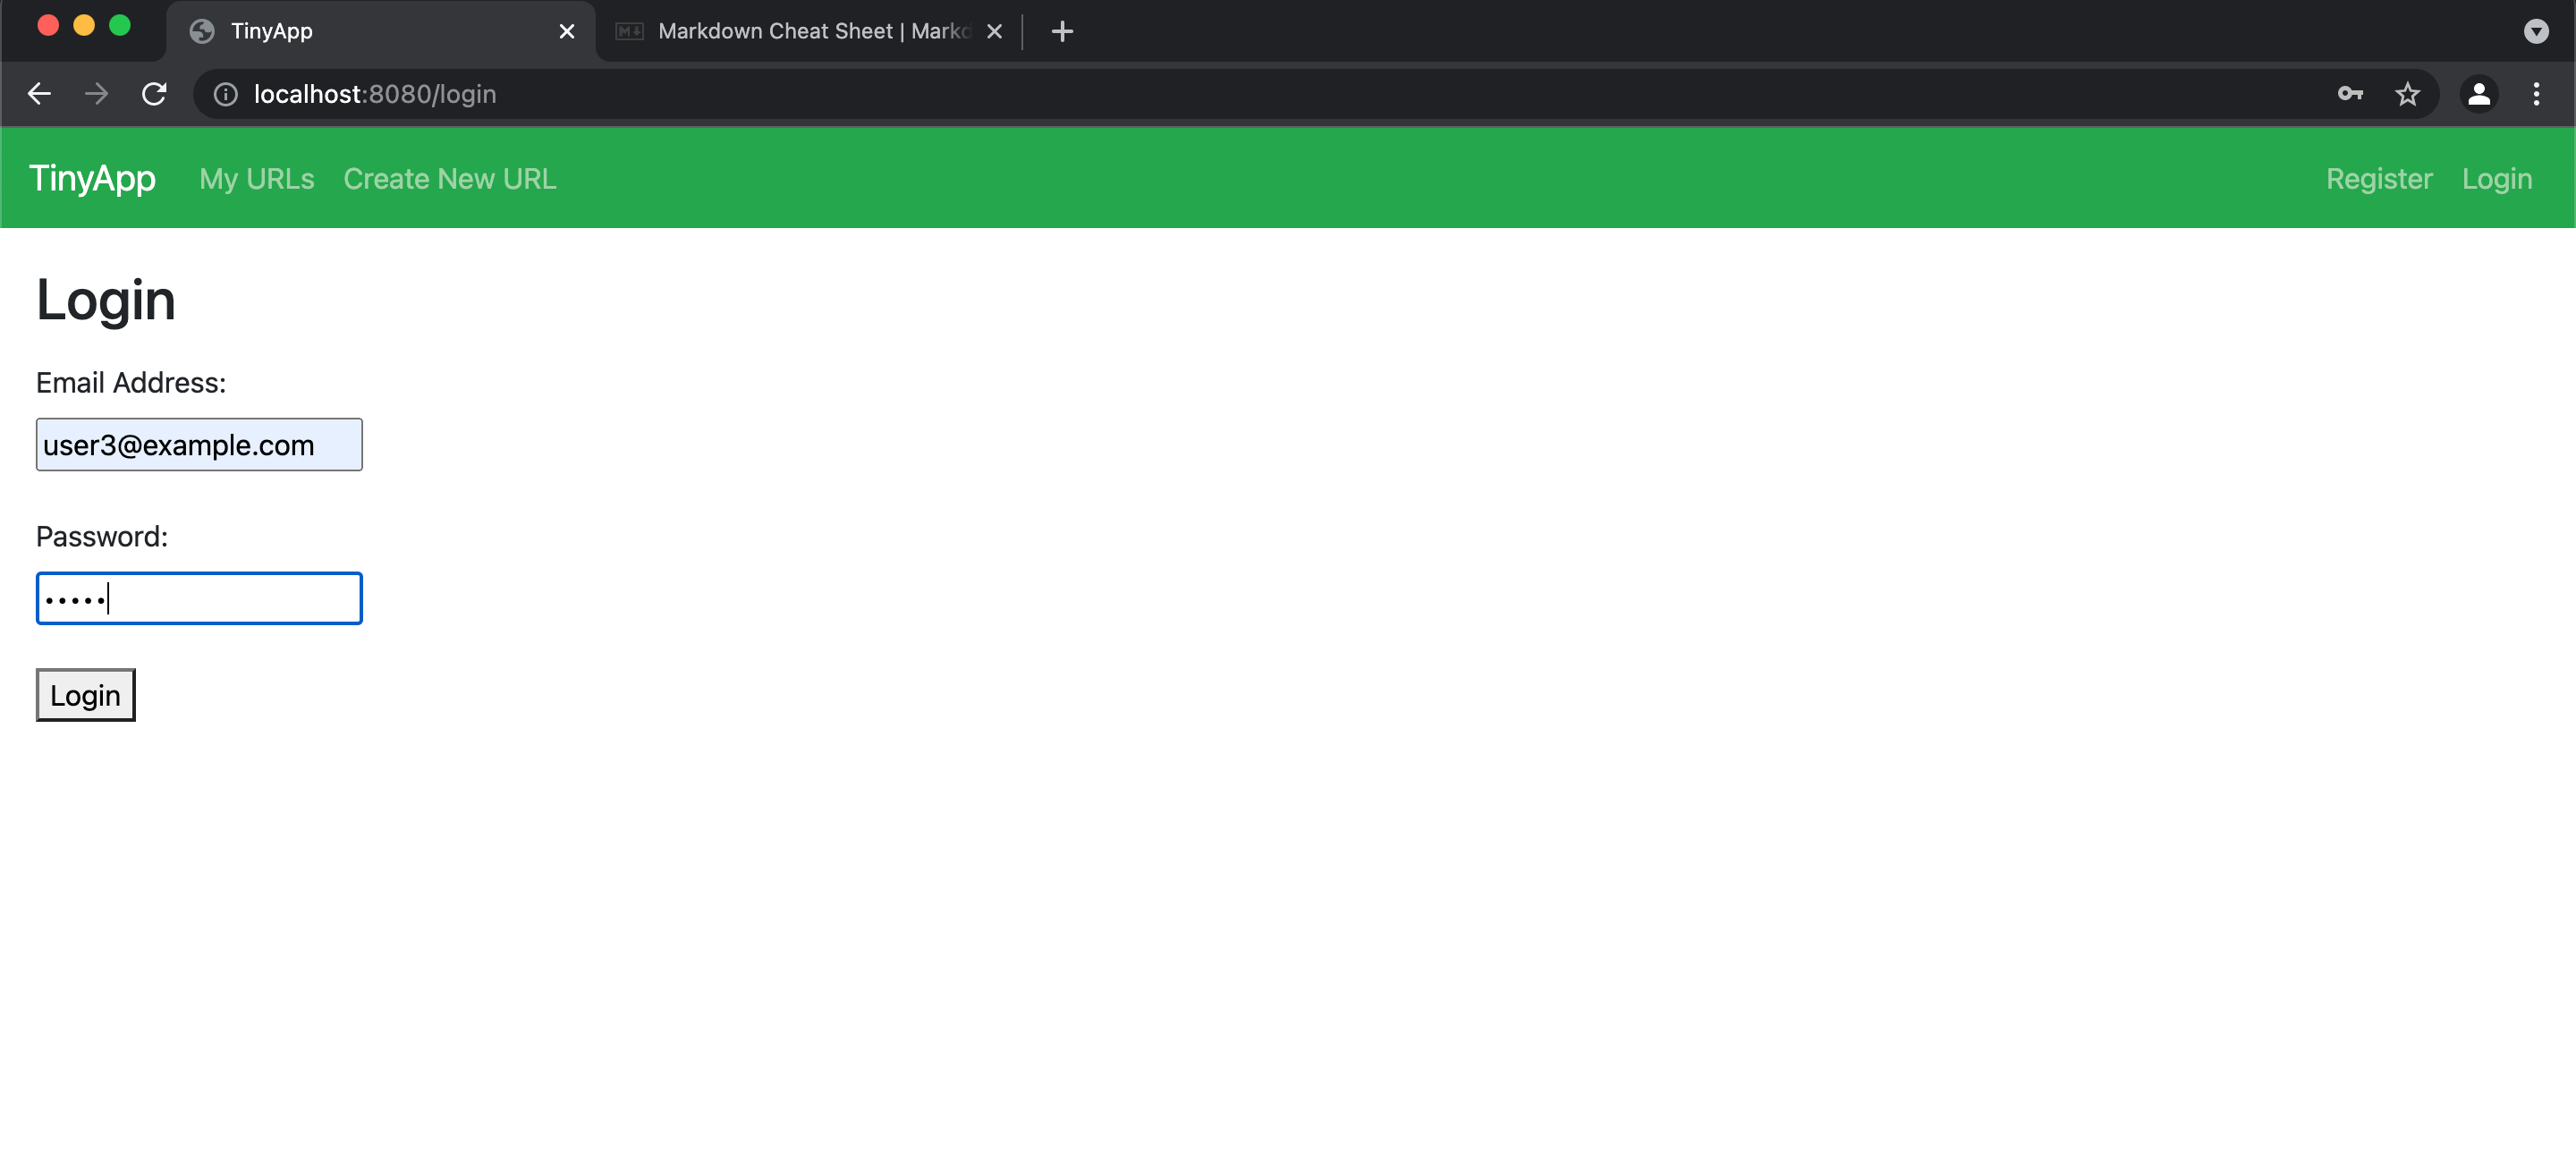 TinyApp
Markdown Cheat Sheet | Markd
localhost:8080/login
TinyApp My URLs Create New URL Register Login
Login
Email Address:
user3@example.com
Password:
•••••
Login